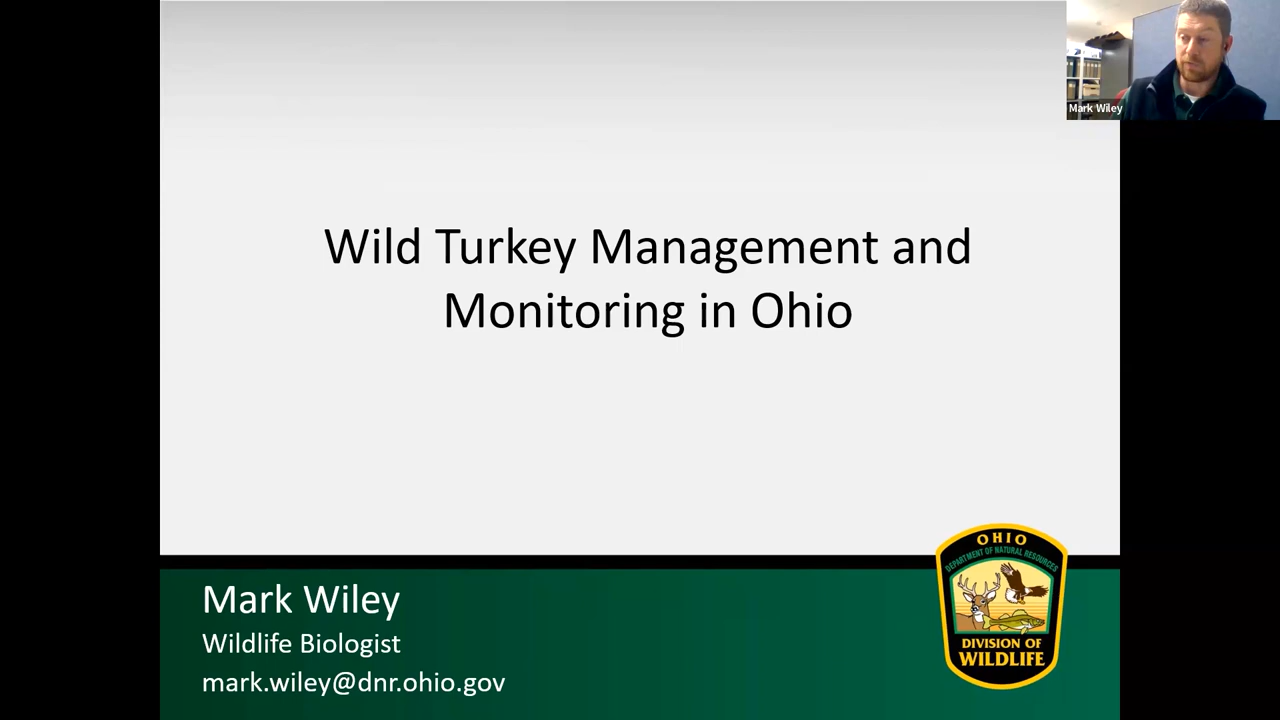 Mark Wiley
Wild Turkey Management and
Monitoring in Ohio
Mark Wiley
Wildlife Biologist
mark.wiley@dnr.ohio.gov
OHIO
DEPARTMENT OF NATURAL RESOURCES
DIVISION OF
WILDLIFE